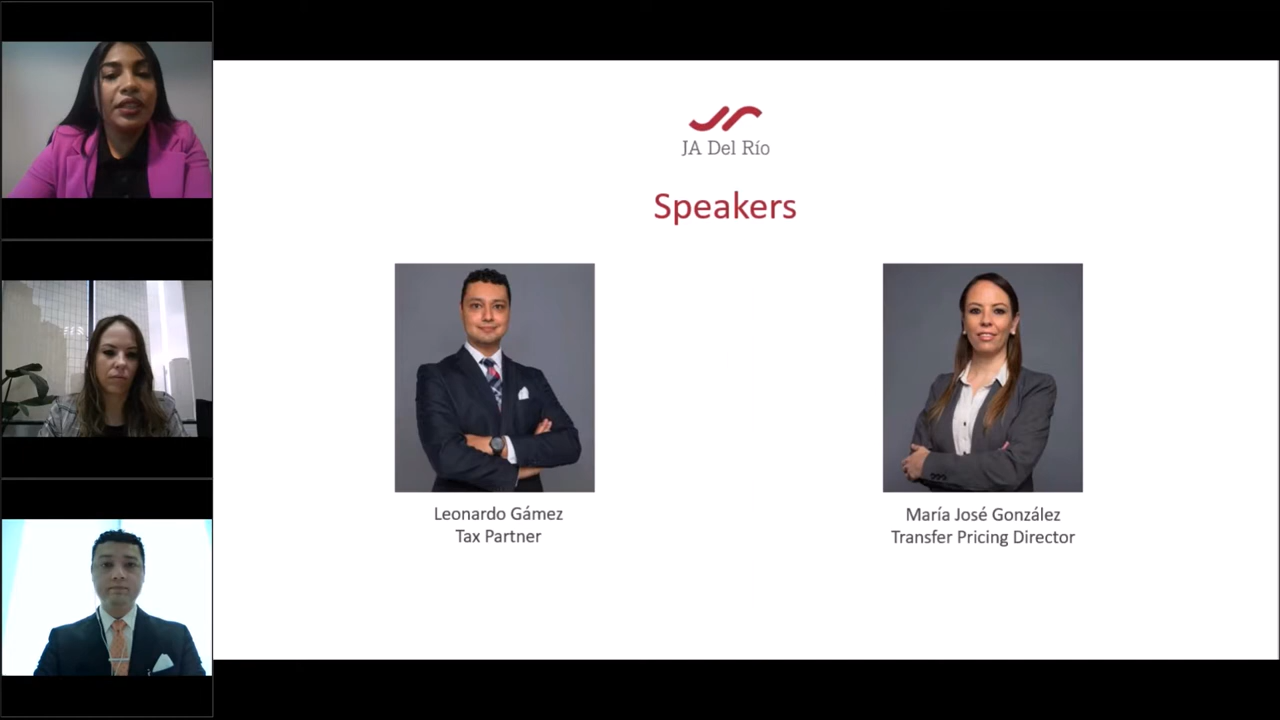 JA Del Río
Speakers
Leonardo Gámez
Tax Partner
María José González
Transfer Pricing Director